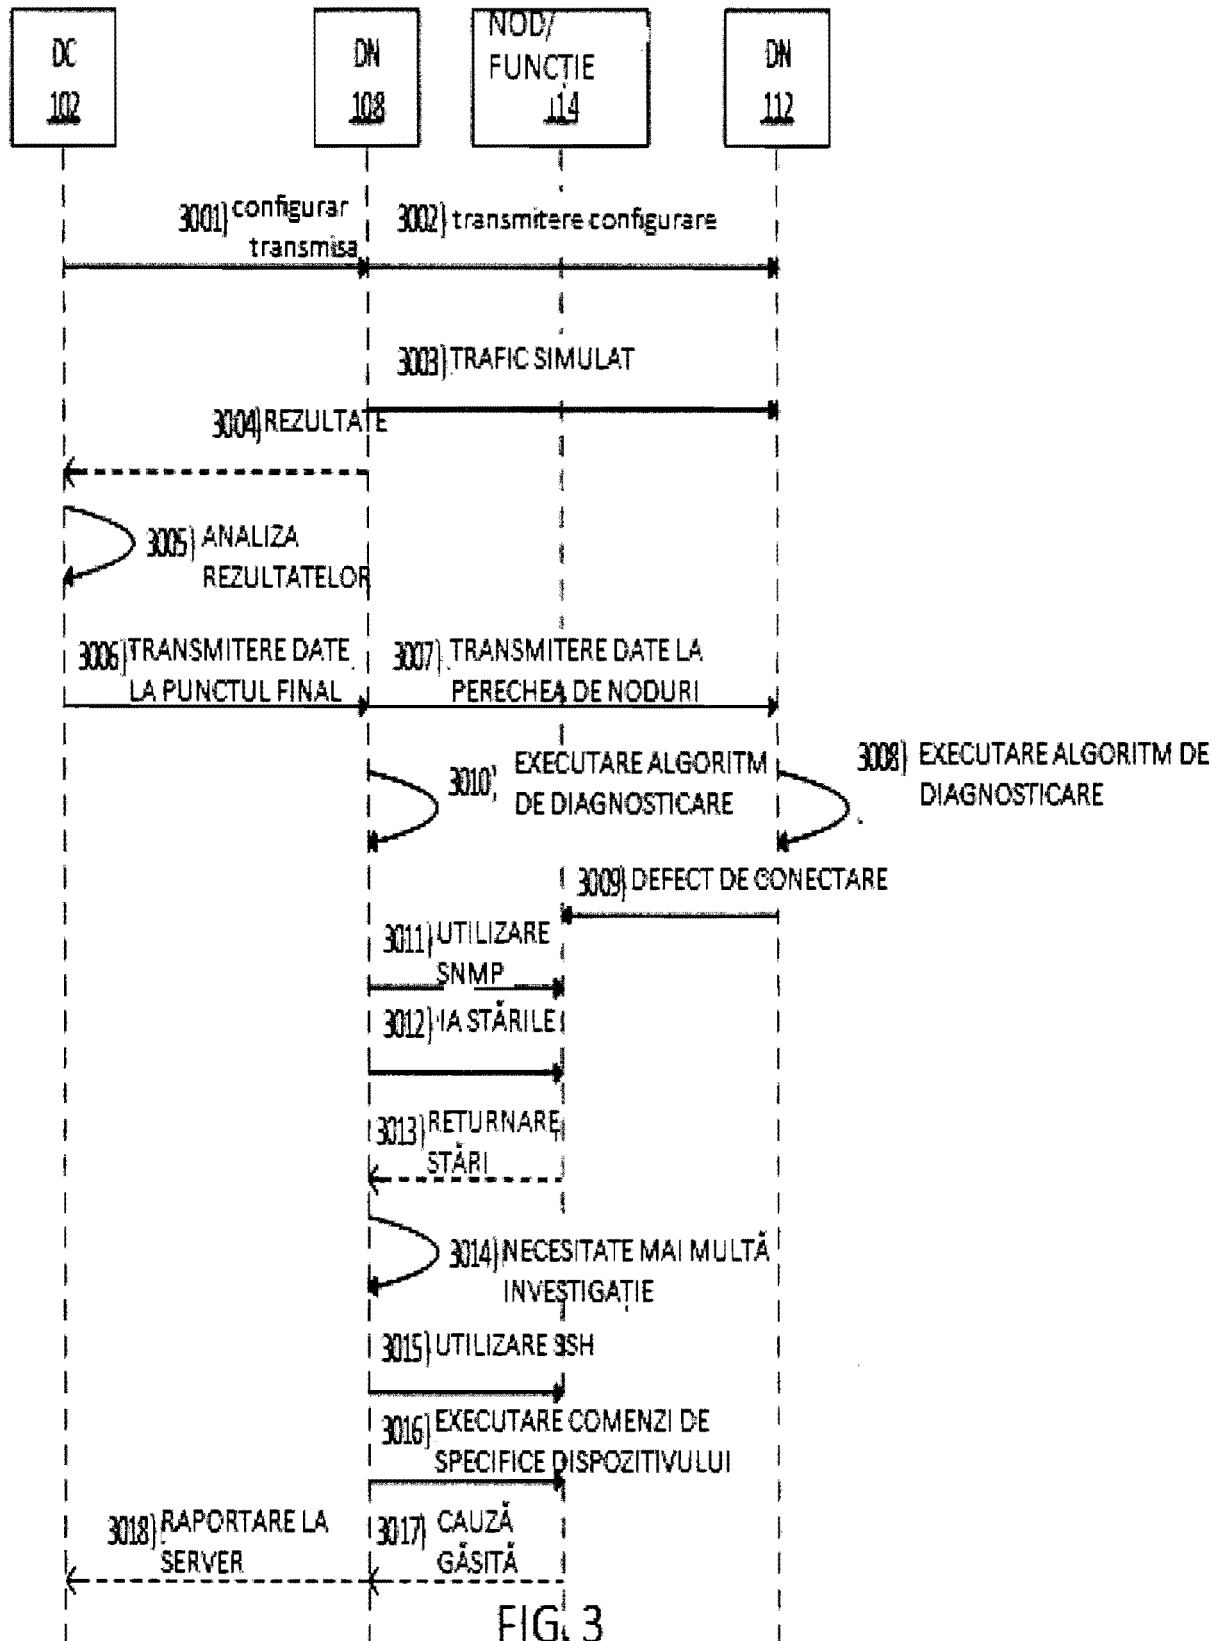 DC
102
DN
108
NOD/
FUNCȚIE
114
DN
112
3001) configurar
transmisa
3002) transmitere configurare
3003) TRAFIC SIMULAT
3004) REZULTATE
3005) ANALIZA
REZULTATELOR
3006) TRANSMITERE DATE
LA PUNCTUL FINAL
3007) TRANSMITERE DATE LA
PERECHEA DE NODURI
3008) EXECUTARE ALGORITM DE
DIAGNOSTICARE
3010) EXECUTARE ALGORITM
DE DIAGNOSTICARE
3009) DEFECT DE CONECTARE
3011) UTILIZARE
SNMP
3012) IA STĂRILE
3013) RETURNARE
STĂRI
3014) NECESITATE MAI MULTĂ
INVESTIGAȚIE
3015) UTILIZARE SSH
3016) EXECUTARE COMENZI DE
SPECIFICE DISPOZITIVULUI
3018) RAPORTARE LA
SERVER
3017) CAUZĂ
GĂSITĂ
FIG. 3